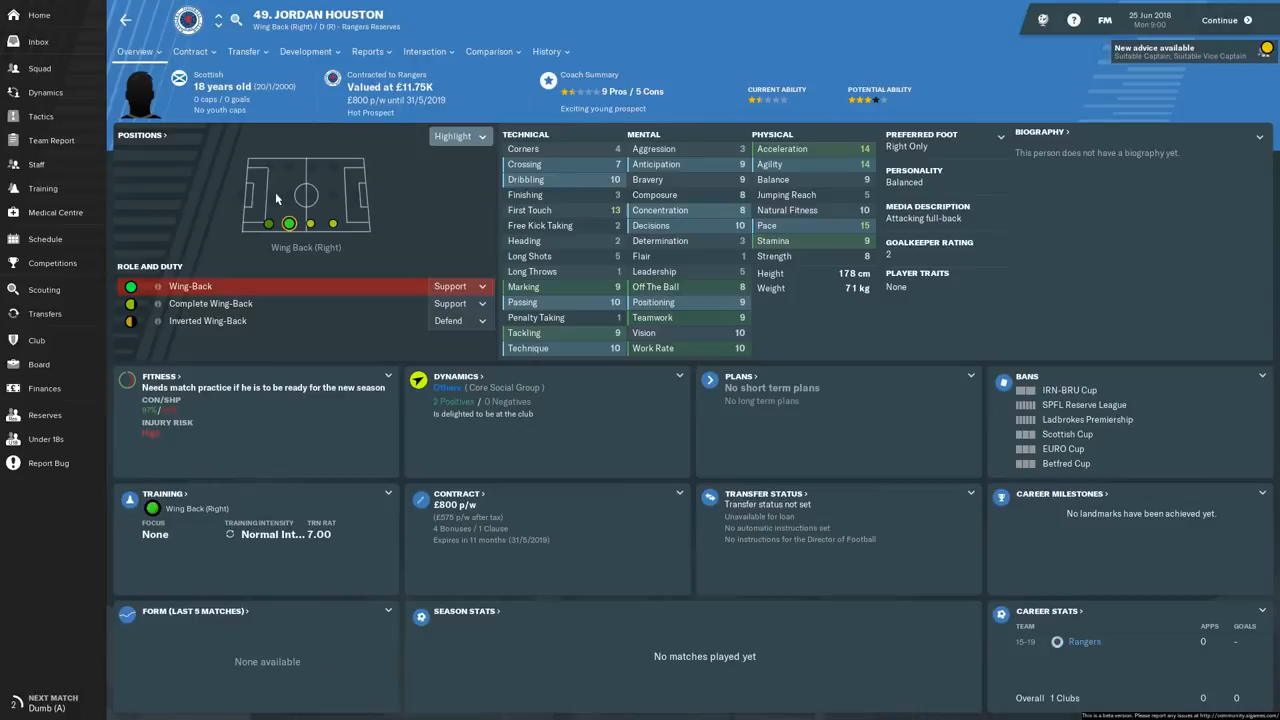 Home
Inbox
Squad
Dynamics
Tactics
Team Report
Staff
Training
Medical Centre
Schedule
Competitions
Scouting
Transfers
Club
Board
Finances
Reserves
Under 18s
Report Bug
2 NEXT MATCH
Dumb (A)
49. JORDAN HOUSTON
Wing Back (Right) / D (R) - Rangers Reserves
FM
25 Jun 2018
Mon 9:00
Continue
New advice available
Suitable Captain, Suitable Vice Captain
Overview Contract Transfer Development Reports Interaction Comparison History
Scottish
18 years old (20/1/2000)
0 caps / 0 goals
No youth caps
Contracted to Rangers
Valued at £11.75K
£800 p/w until 31/5/2019
Hot Prospect
Coach Summary
9 Pros / 5 Cons
Exciting young prospect
CURRENT ABILITY
POTENTIAL ABILITY
POSITIONS >
Highlight
Wing Back (Right)
ROLE AND DUTY
Wing-Back Support
Complete Wing-Back Support
Inverted Wing-Back Defend
TECHNICAL
Corners 4
Crossing 7
Dribbling 10
Finishing 3
First Touch 13
Free Kick Taking 2
Heading 2
Long Shots 5
Long Throws 1
Marking 9
Passing 10
Penalty Taking 1
Tackling 9
Technique 10
MENTAL
Aggression 3
Anticipation 9
Bravery 9
Composure 8
Concentration 8
Decisions 10
Determination 3
Flair 1
Leadership 5
Off The Ball 8
Positioning 9
Teamwork 9
Vision 10
Work Rate 10
PHYSICAL
Acceleration 14
Agility 14
Balance 9
Jumping Reach 5
Natural Fitness 10
Pace 15
Stamina 9
Strength 8
Height 178 cm
Weight 71 kg
PREFERRED FOOT
Right Only
PERSONALITY
Balanced
MEDIA DESCRIPTION
Attacking full-back
GOALKEEPER RATING
2
PLAYER TRAITS
None
BIOGRAPHY >
This person does not have a biography yet.
FITNESS >
Needs match practice if he is to be ready for the new season
CON/SHP
97% /
INJURY RISK
High
DYNAMICS >
Others ( Core Social Group )
2 Positives / 0 Negatives
Is delighted to be at the club
PLANS >
No short term plans
No long term plans
BANS
IRN-BRU Cup
SPFL Reserve League
Ladbrokes Premiership
Scottish Cup
EURO Cup
Betfred Cup
TRAINING >
Wing Back (Right)
FOCUS
None
TRAINING INTENSITY
Normal Int...
TRN RAT
7.00
CONTRACT >
£800 p/w
(£575 p/w after tax)
4 Bonuses / 1 Clause
Expires in 11 months (31/5/2019)
TRANSFER STATUS >
Transfer status not set
Unavailable for loan
No automatic instructions set
No instructions for the Director of Football
CAREER MILESTONES >
No landmarks have been achieved yet.
FORM (LAST 5 MATCHES) >
None available
SEASON STATS >
No matches played yet
CAREER STATS >
TEAM APPS GOALS
15-19 Rangers 0 -
Overall 1 Clubs 0 0
This is a beta version. Please report any issues at http://community.sigames.com/